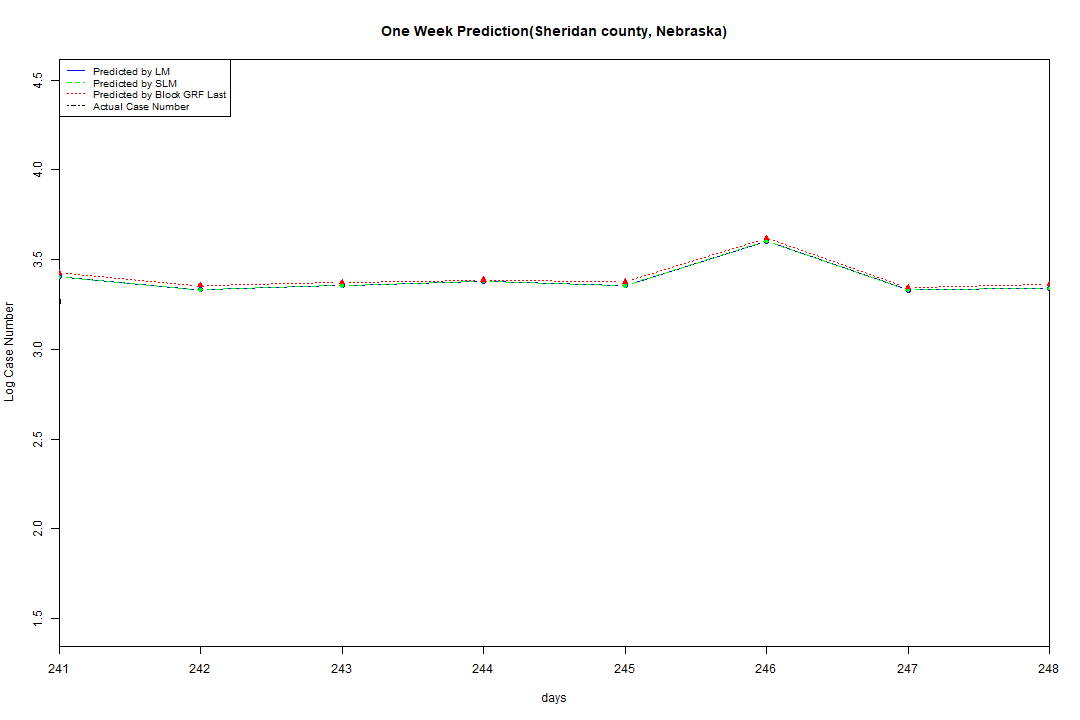 One Week Prediction(Sheridan county, Nebraska)
Predicted by LM
Predicted by SLM
Predicted by Block GRF Last
Actual Case Number
4.5
4.0
3.5
3.0
2.5
2.0
1.5
Log Case Number
241 242 243 244 245 246 247 248
days